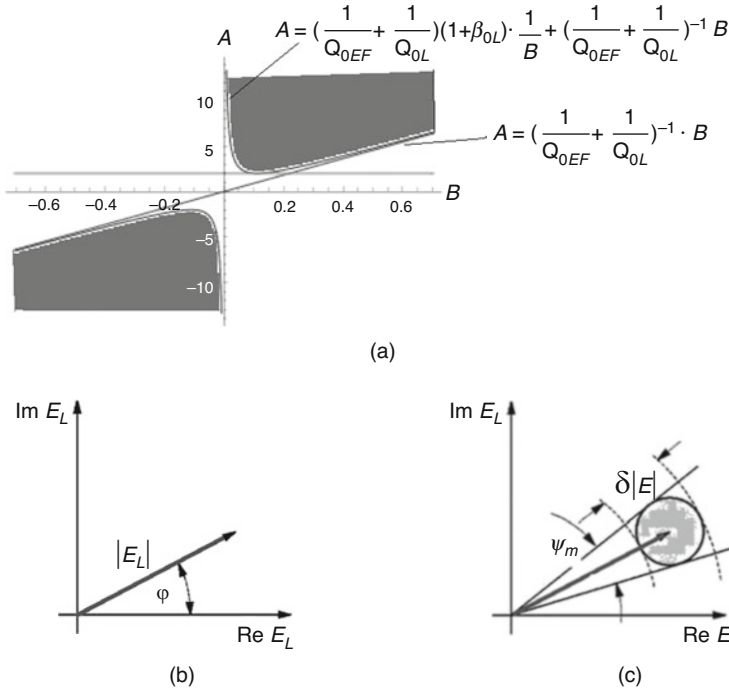 A
A = ( 1/Q0EF + 1/Q0L )(1+β0L)· 1/B + ( 1/Q0EF + 1/Q0L )⁻¹ B
10
5
A = ( 1/Q0EF + 1/Q0L )⁻¹ · B
−0.6 −0.4 −0.2 0.2 0.4 0.6 B
−5
−10
(a)
Im EL
|EL|
φ
Re EL
(b)
Im EL
δ|E|
ψm
Re E
(c)